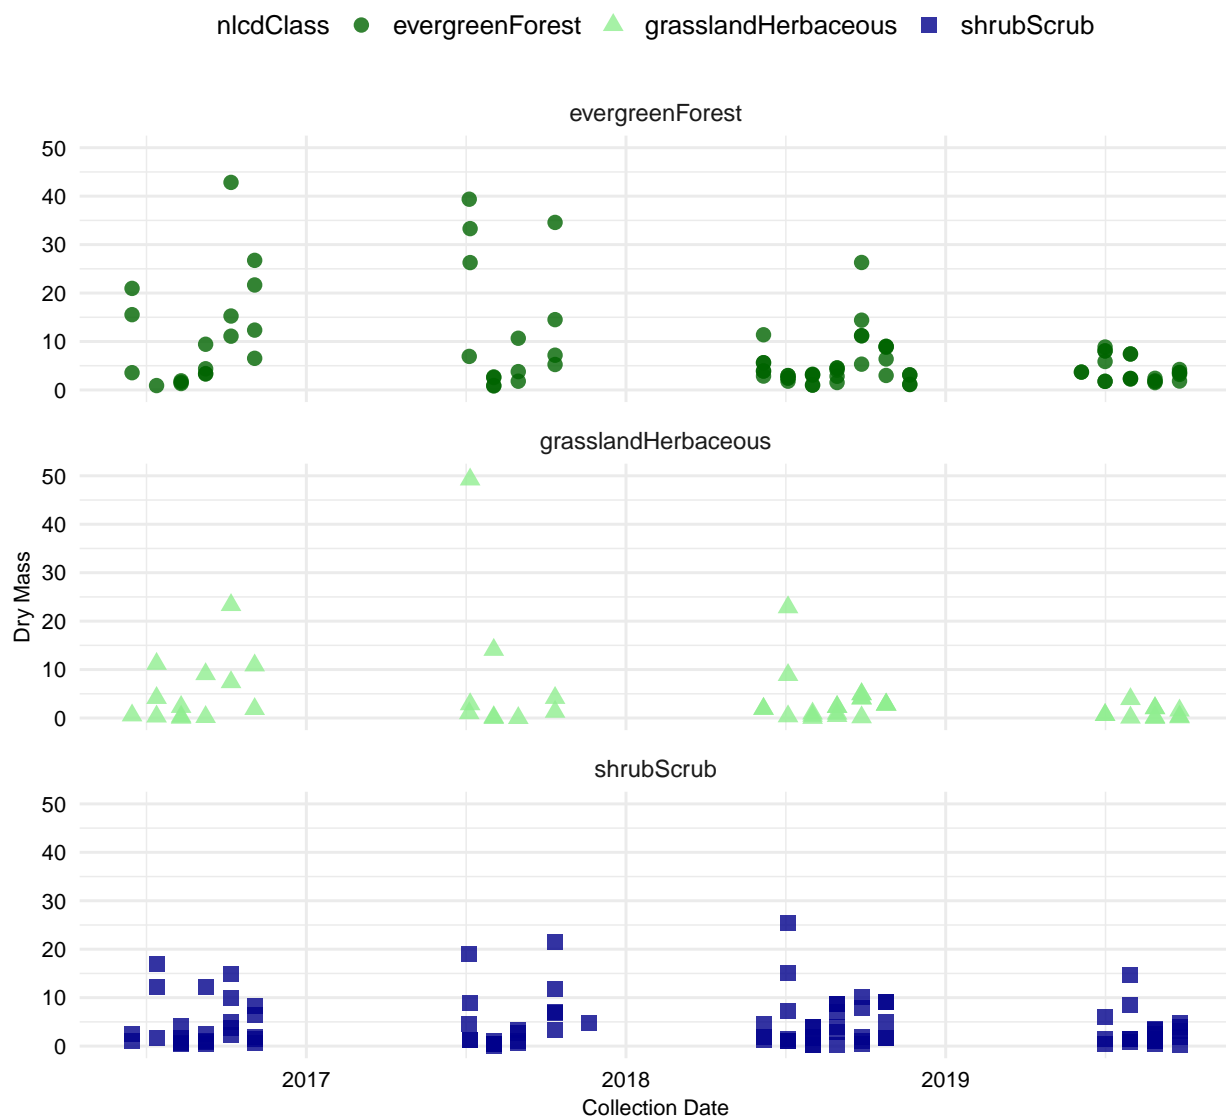 nlcdClass evergreenForest grasslandHerbaceous shrubScrub
evergreenForest
50
40
30
20
10
0
grasslandHerbaceous
50
40
30
20
10
0
Dry Mass
shrubScrub
50
40
30
20
10
0
2017 2018 2019
Collection Date